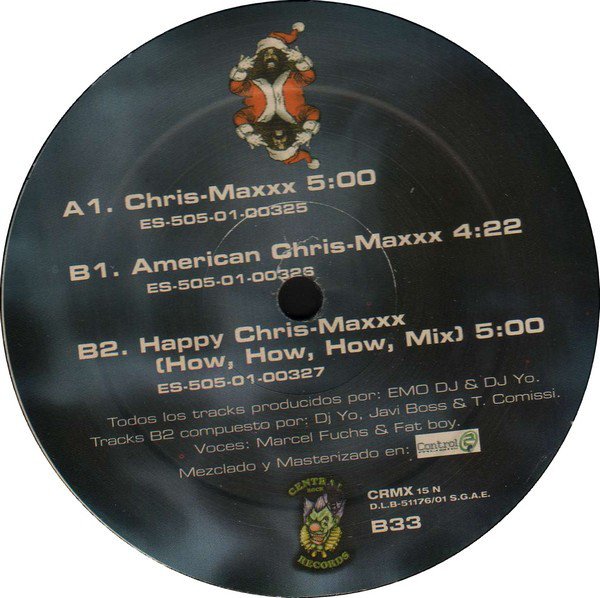 A1. Chris-Maxxx 5:00
ES-505-01-00325
B1. American Chris-Maxxx 4:22
ES-505-01-00326
B2. Happy Chris-Maxxx
(How, How, How, Mix) 5:00
ES-505-01-00327
Todos los tracks producidos por: EMO DJ & DJ Yo.
Tracks B2 compuesto por: Dj Yo, Javi Boss & T. Comissi.
Voces: Marcel Fuchs & Fat boy.
Mezclado y Masterizado en: Control
CENTRAL
ROCK
RECORDS
CRMX 15 N
D.L.B-51176/01 S.G.A.E.
B33